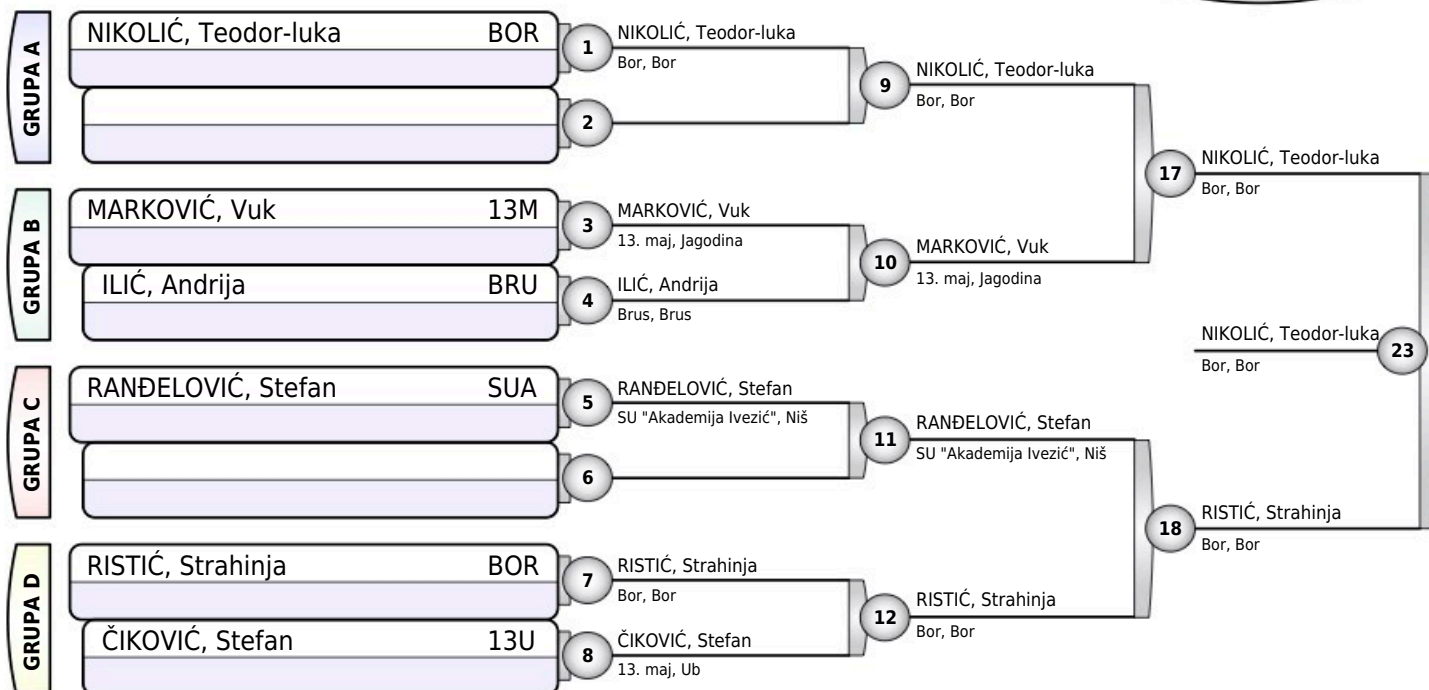 GRUPA A
NIKOLIĆ, Teodor-luka BOR
1
NIKOLIĆ, Teodor-luka
Bor, Bor
2
9
NIKOLIĆ, Teodor-luka
Bor, Bor
GRUPA B
MARKOVIĆ, Vuk 13M
3
MARKOVIĆ, Vuk
13. maj, Jagodina
ILIĆ, Andrija BRU
4
ILIĆ, Andrija
Brus, Brus
10
MARKOVIĆ, Vuk
13. maj, Jagodina
17
NIKOLIĆ, Teodor-luka
Bor, Bor
GRUPA C
RANĐELOVIĆ, Stefan SUA
5
RANĐELOVIĆ, Stefan
SU "Akademija Ivezić", Niš
6
11
RANĐELOVIĆ, Stefan
SU "Akademija Ivezić", Niš
GRUPA D
RISTIĆ, Strahinja BOR
7
RISTIĆ, Strahinja
Bor, Bor
ČIKOVIĆ, Stefan 13U
8
ČIKOVIĆ, Stefan
13. maj, Ub
12
RISTIĆ, Strahinja
Bor, Bor
18
RISTIĆ, Strahinja
Bor, Bor
NIKOLIĆ, Teodor-luka
Bor, Bor
23